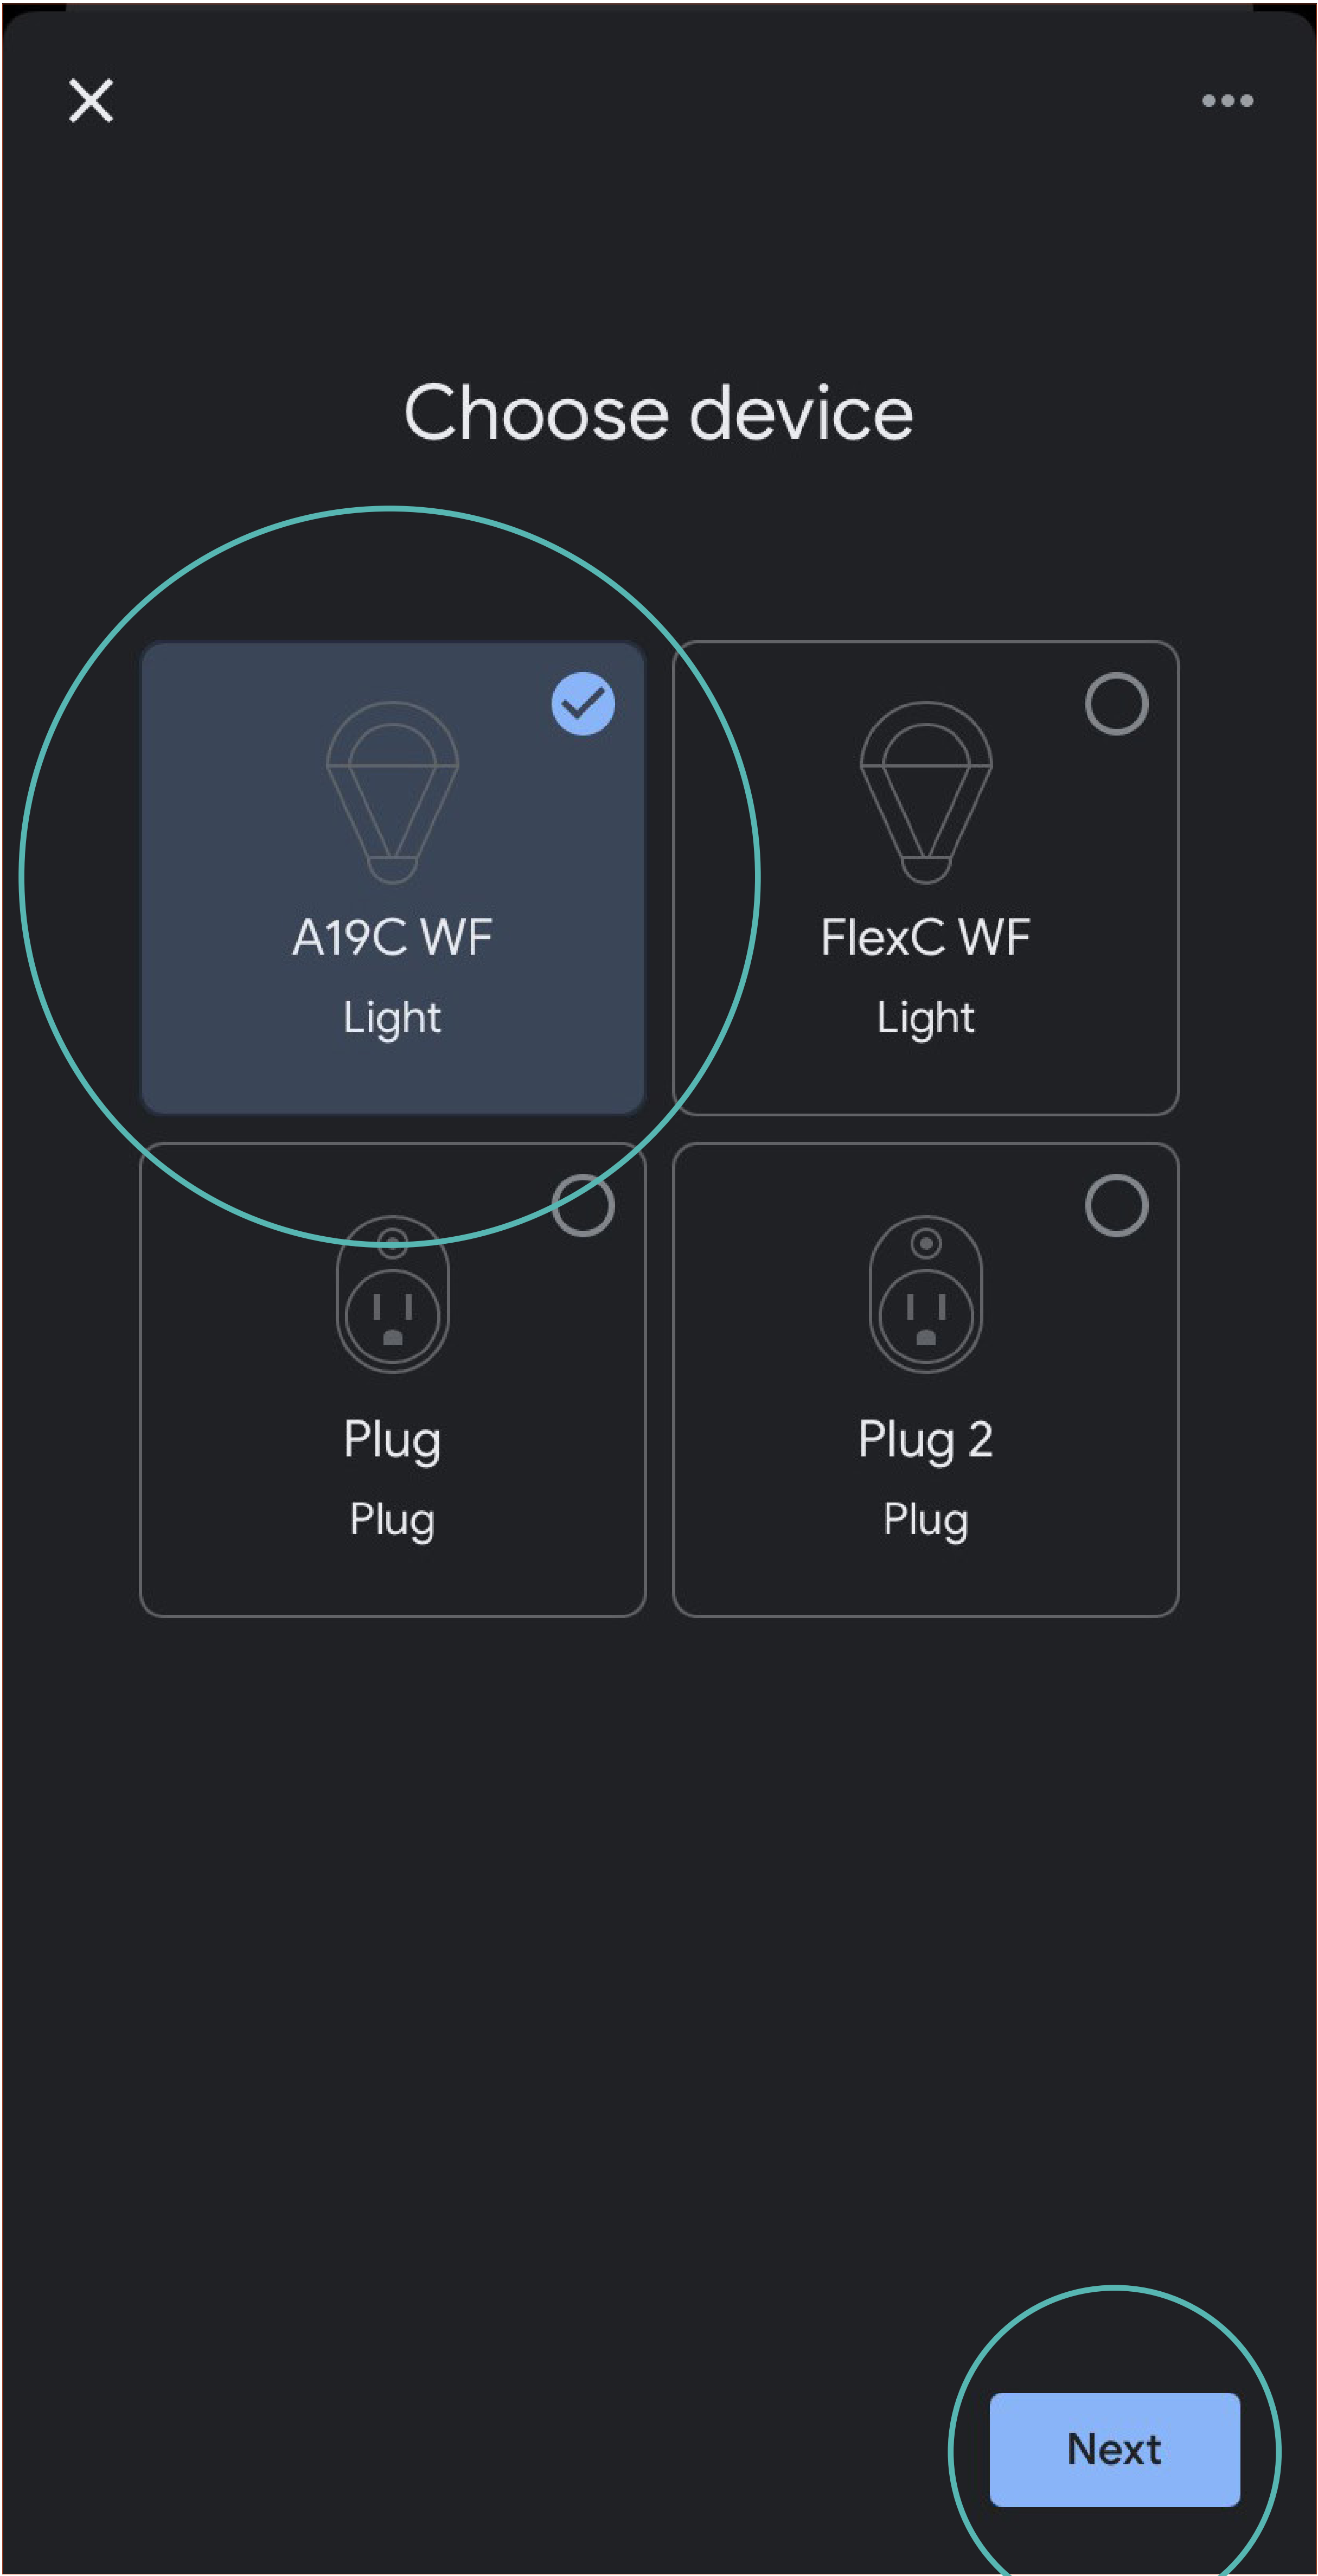 Choose device
A19C WF
Light
FlexC WF
Light
Plug
Plug
Plug 2
Plug
Next